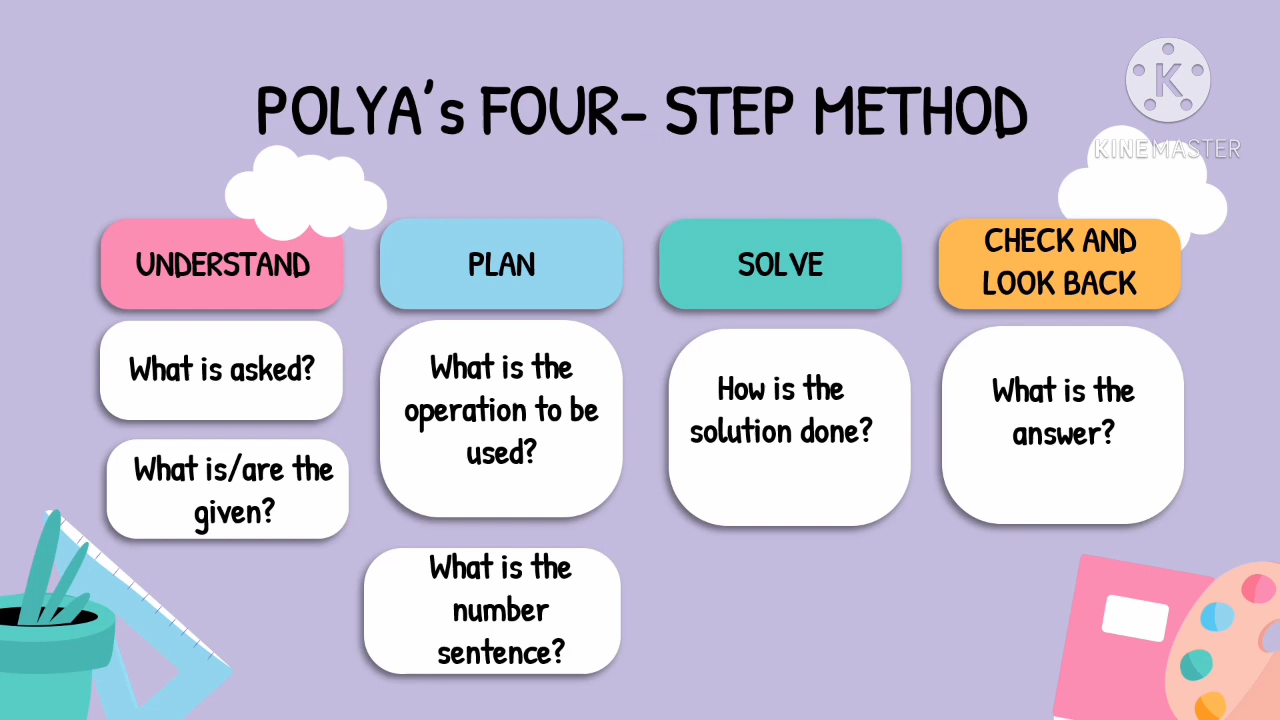 POLYA's FOUR- STEP METHOD
K
KINEMASTER
UNDERSTAND
What is asked?
What is/are the
given?
PLAN
What is the
operation to be
used?
What is the
number
sentence?
SOLVE
How is the
solution done?
CHECK AND
LOOK BACK
What is the
answer?